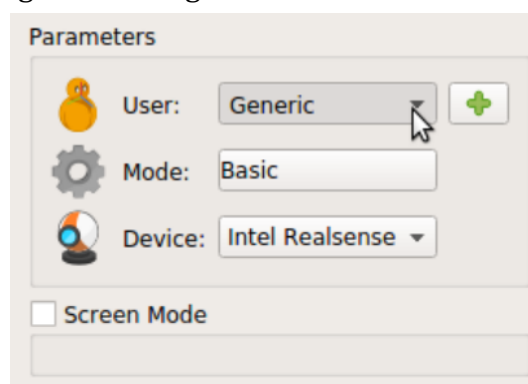 Parameters
User: Generic
Mode: Basic
Device: Intel Realsense
Screen Mode